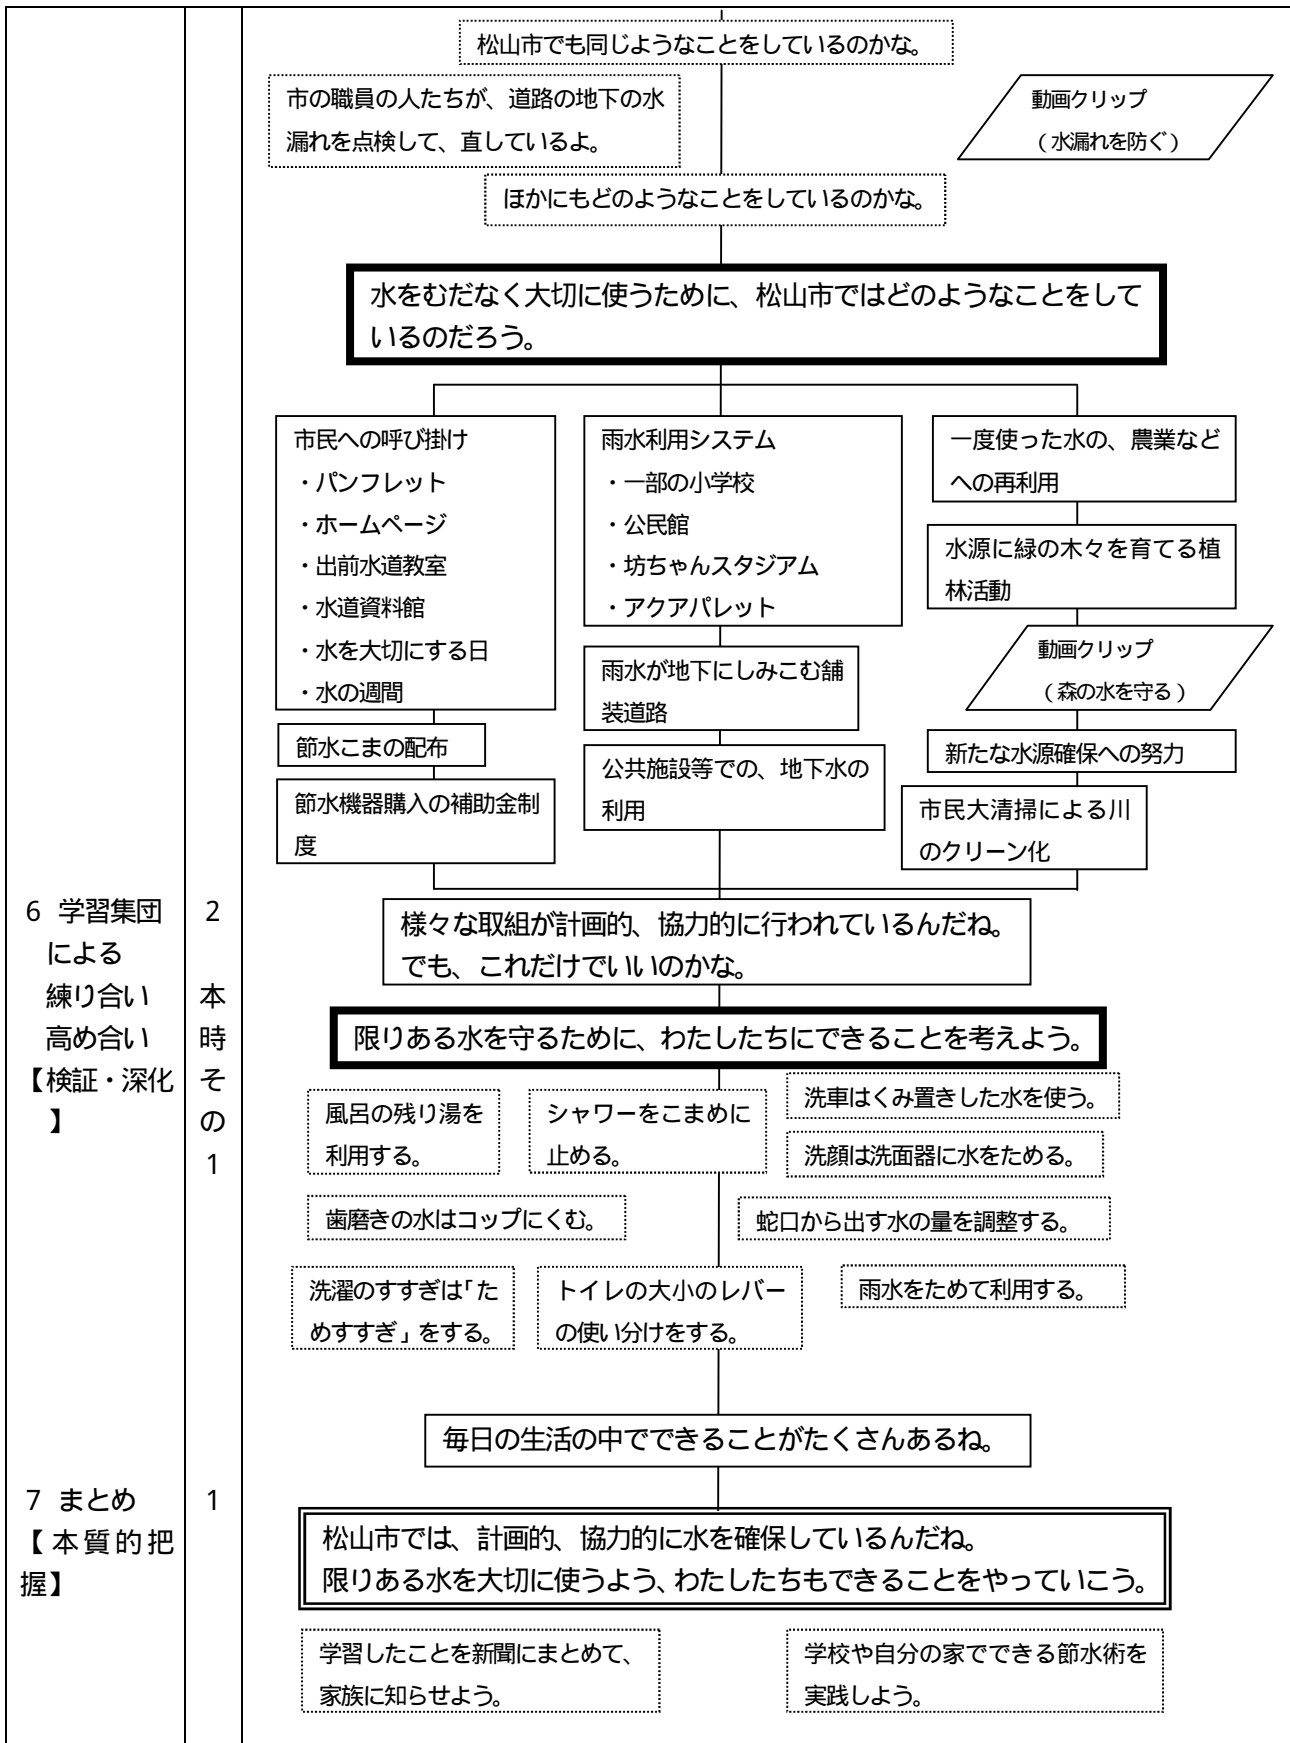 松山市でも同じようなことをしているのかな。
市の職員の人たちが、道路の地下の水
漏れを点検して、直しているよ。
動画クリップ
（水漏れを防ぐ）
ほかにもどのようなことをしているのかな。
水をむだなく大切に使うために、松山市ではどのようなことをして
いるのだろう。
市民への呼び掛け
・パンフレット
・ホームページ
・出前水道教室
・水道資料館
・水を大切にする日
・水の週間
節水こまの配布
節水機器購入の補助金制
度
雨水利用システム
・一部の小学校
・公民館
・坊ちゃんスタジアム
・アクアパレット
雨水が地下にしみこむ舗
装道路
公共施設等での、地下水の
利用
一度使った水の、農業など
への再利用
水源に緑の木々を育てる植
林活動
動画クリップ
（森の水を守る）
新たな水源確保への努力
市民大清掃による川
のクリーン化
6 学習集団
による
練り合い
高め合い
【検証・深化
】
2
本
時
そ
の
1
様々な取組が計画的、協力的に行われているんだね。
でも、これだけでいいのかな。
限りある水を守るために、わたしたちにできることを考えよう。
風呂の残り湯を
利用する。
シャワーをこまめに
止める。
洗車はくみ置きした水を使う。
洗顔は洗面器に水をためる。
歯磨きの水はコップにくむ。
蛇口から出す水の量を調整する。
洗濯のすすぎは「た
めすすぎ」をする。
トイレの大小のレバー
の使い分けをする。
雨水をためて利用する。
毎日の生活の中でできることがたくさんあるね。
7 まとめ
【本質的把
握】
1
松山市では、計画的、協力的に水を確保しているんだね。
限りある水を大切に使うよう、わたしたちもできることをやっていこう。
学習したことを新聞にまとめて、
家族に知らせよう。
学校や自分の家でできる節水術を
実践しよう。